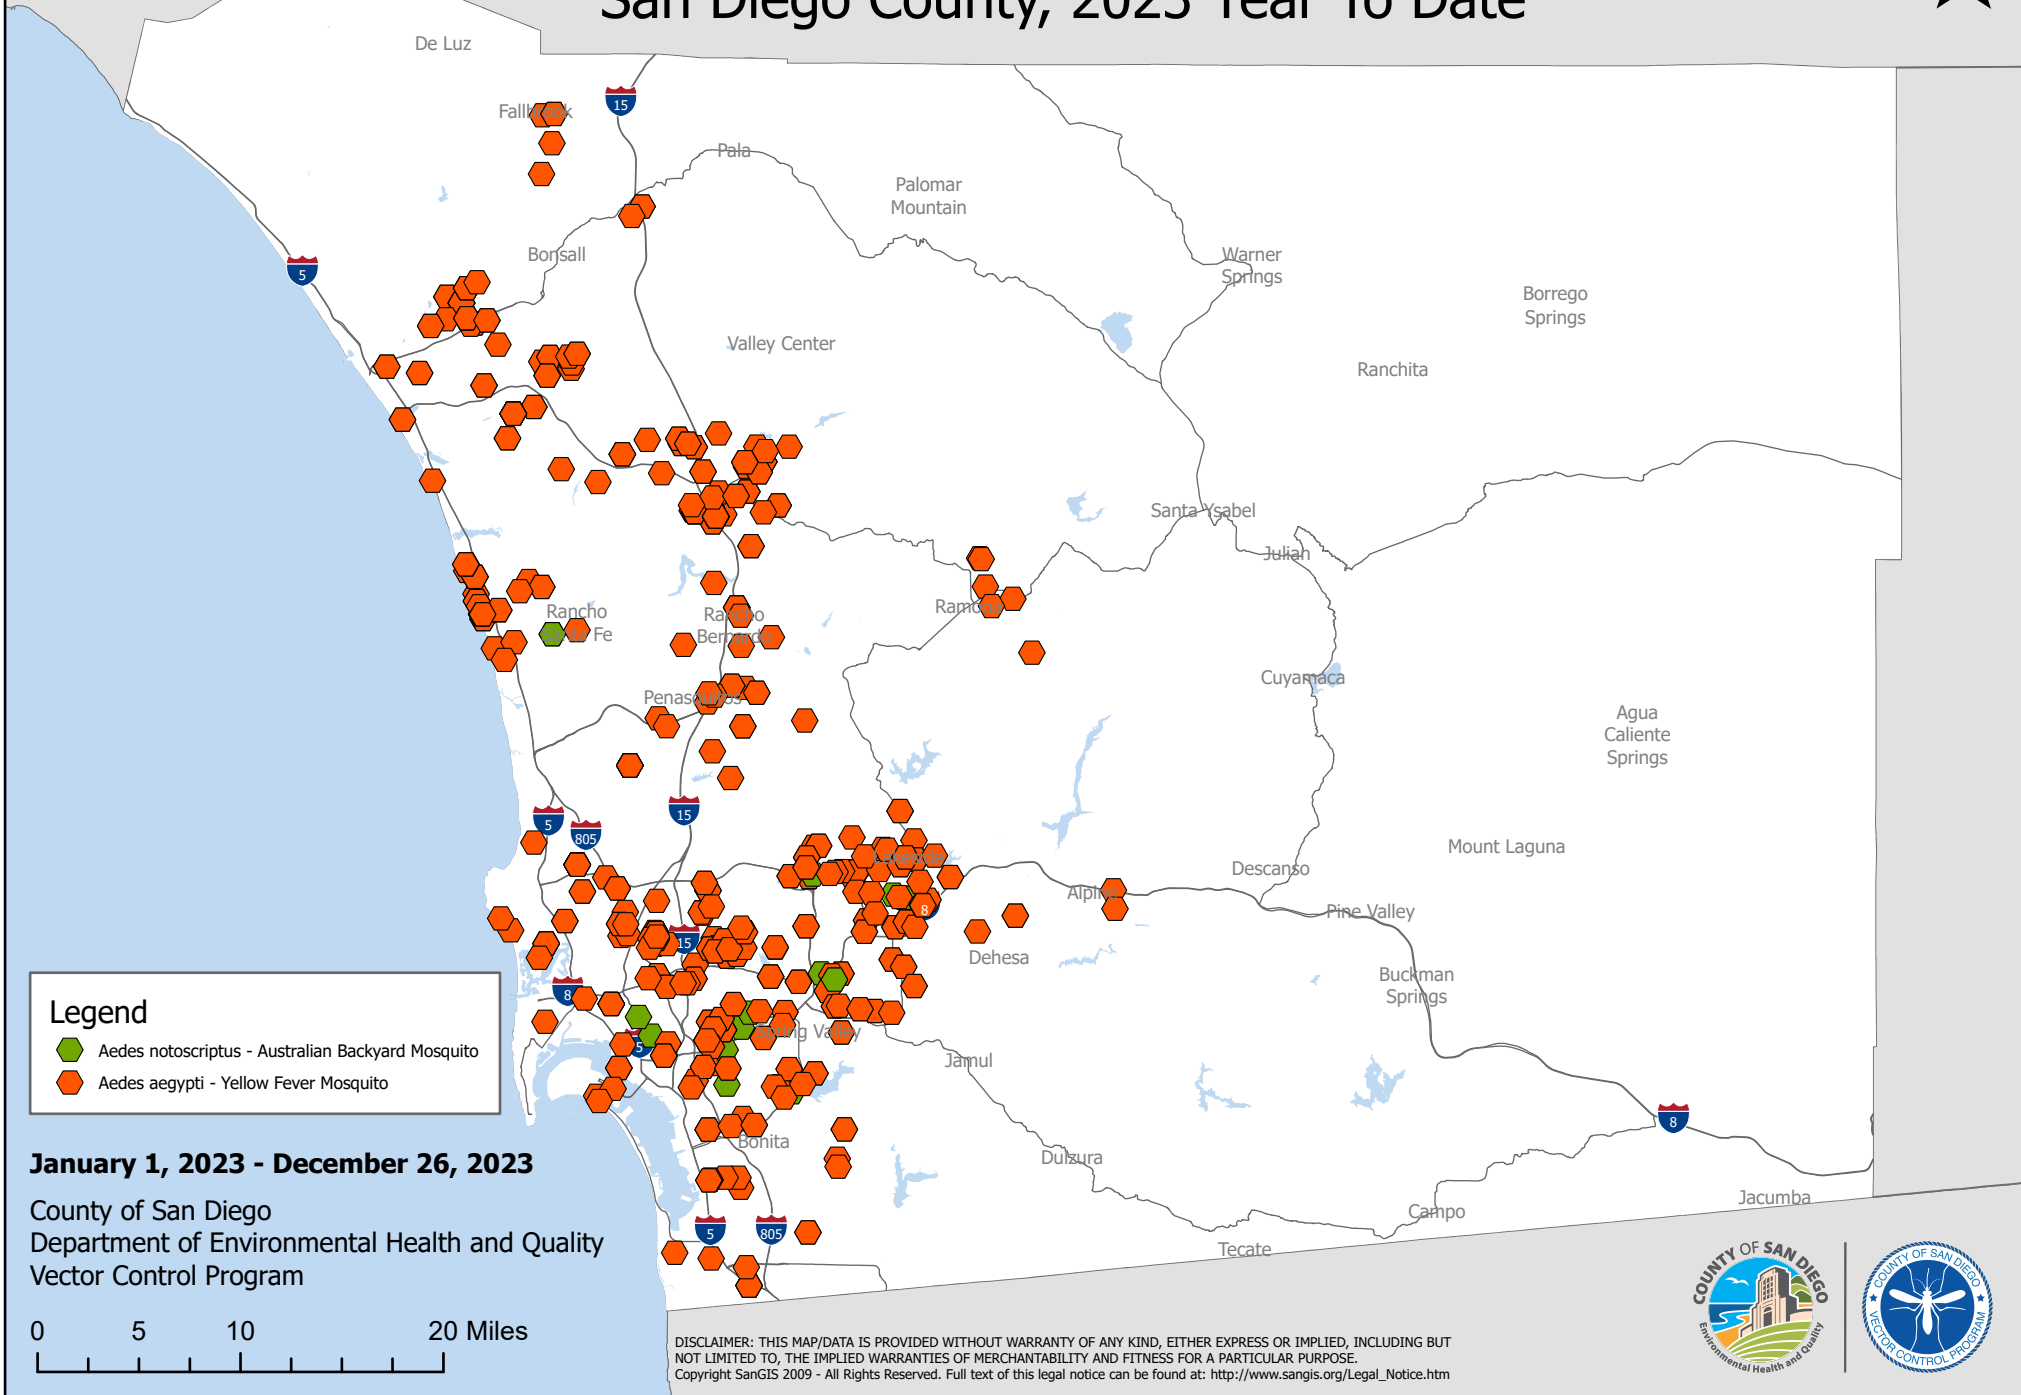 San Diego County, 2023 Year To Date
De Luz
Fallbrook
15
Pala
Palomar
Mountain
Bonsall
Warner
Springs
5
Borrego
Springs
Valley Center
Ranchita
Santa Ysabel
Julian
Rancho
Santa Fe
Rancho
Bernardo
Ramona
Cuyamaca
Penasquitos
Agua
Caliente
Springs
15
5
805
Mount Laguna
Lakeside
Descanso
Alpine
8
Pine Valley
15
Dehesa
Buckman
Springs
8
Legend
Aedes notoscriptus - Australian Backyard Mosquito
Aedes aegypti - Yellow Fever Mosquito
Spring Valley
5
Jamul
8
Bonita
Dulzura
January 1, 2023 - December 26, 2023
Jacumba
County of San Diego
Department of Environmental Health and Quality
Vector Control Program
Campo
5
805
Tecate
0 5 10 20 Miles
COUNTY OF SAN DIEGO
Environmental Health and Quality
COUNTY OF SAN DIEGO
VECTOR CONTROL PROGRAM
DISCLAIMER: THIS MAP/DATA IS PROVIDED WITHOUT WARRANTY OF ANY KIND, EITHER EXPRESS OR IMPLIED, INCLUDING BUT
NOT LIMITED TO, THE IMPLIED WARRANTIES OF MERCHANTABILITY AND FITNESS FOR A PARTICULAR PURPOSE.
Copyright SanGIS 2009 - All Rights Reserved. Full text of this legal notice can be found at: http://www.sangis.org/Legal_Notice.htm